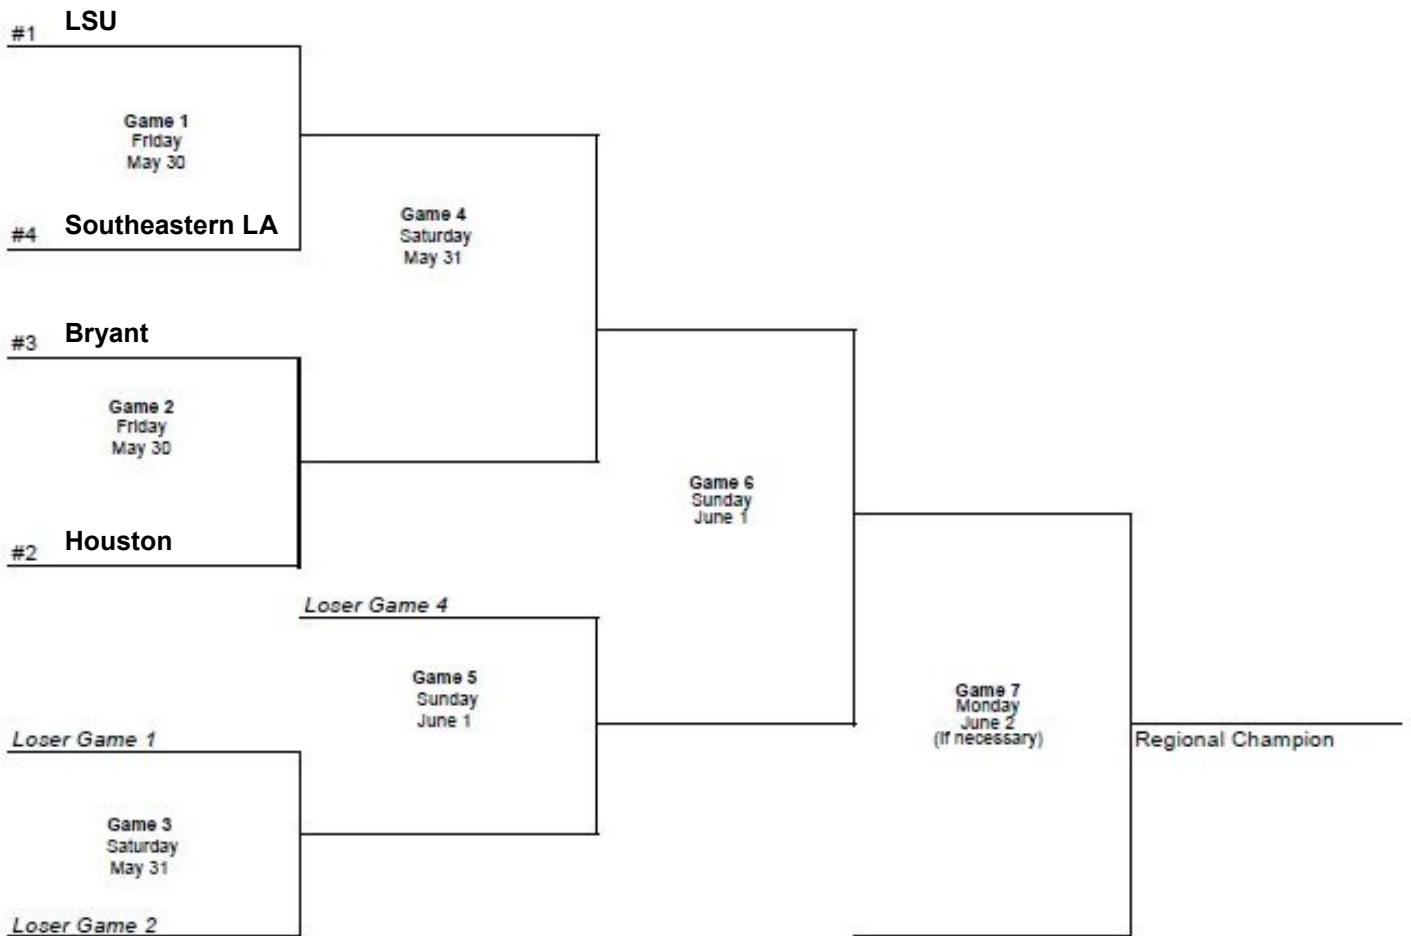 #1 LSU
Game 1
Friday
May 30
#4 Southeastern LA
Game 4
Saturday
May 31
#3 Bryant
Game 2
Friday
May 30
#2 Houston
Game 6
Sunday
June 1
Loser Game 4
Game 5
Sunday
June 1
Game 7
Monday
June 2
(If necessary)
Regional Champion
Loser Game 1
Game 3
Saturday
May 31
Loser Game 2